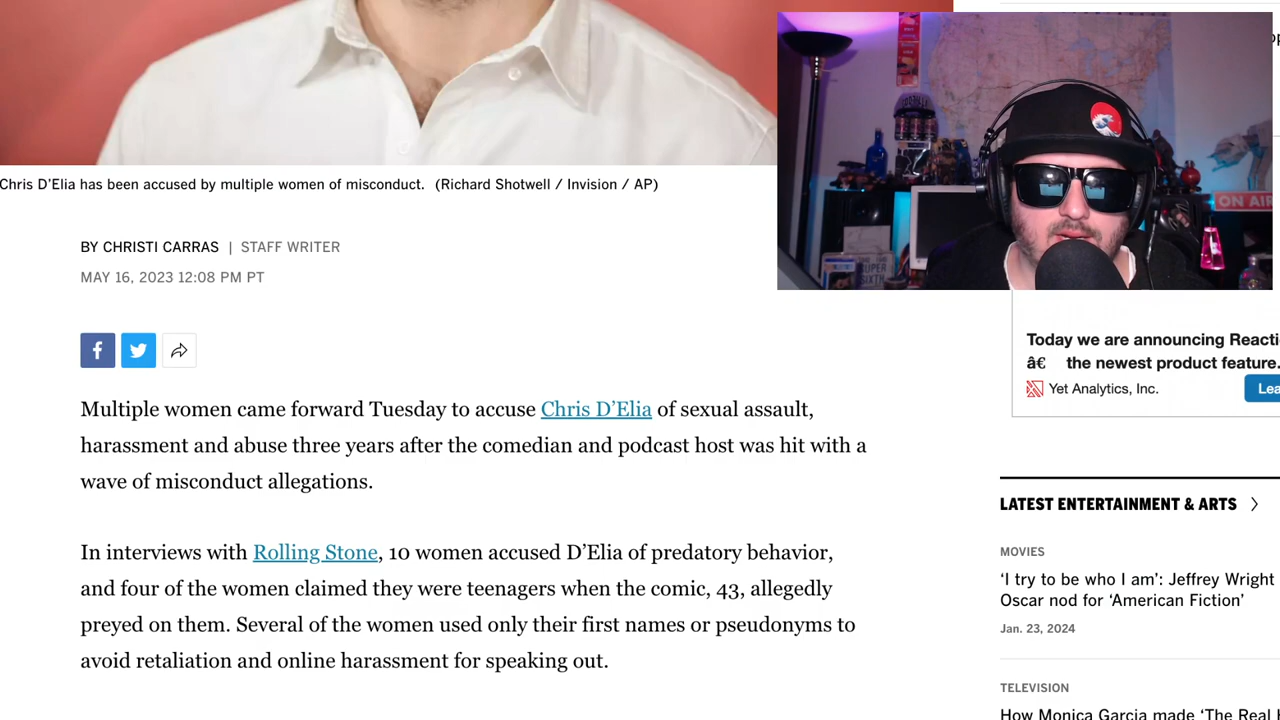 Chris D'Elia has been accused by multiple women of misconduct. (Richard Shotwell / Invision / AP)
BY CHRISTI CARRAS | STAFF WRITER
MAY 16, 2023 12:08 PM PT
Multiple women came forward Tuesday to accuse Chris D'Elia of sexual assault,
harassment and abuse three years after the comedian and podcast host was hit with a
wave of misconduct allegations.
In interviews with Rolling Stone, 10 women accused D'Elia of predatory behavior,
and four of the women claimed they were teenagers when the comic, 43, allegedly
preyed on them. Several of the women used only their first names or pseudonyms to
avoid retaliation and online harassment for speaking out.
ON AIR
SUPER
SIXTH
Today we are announcing Reacti
â€ the newest product feature.
Yet Analytics, Inc.
Lea
LATEST ENTERTAINMENT & ARTS
MOVIES
'I try to be who I am': Jeffrey Wright
Oscar nod for 'American Fiction'
Jan. 23, 2024
TELEVISION
How Monica Garcia made 'The Real H